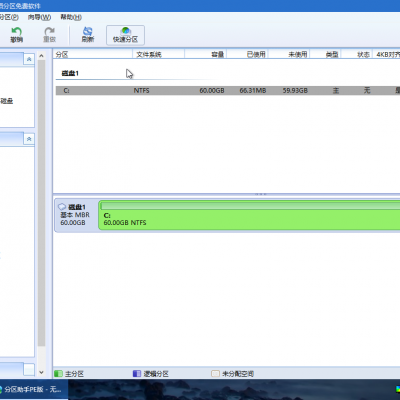 员分区免费软件
分区(P) 向导(W) 帮助(H)
撤销 重做 刷新 快速分区
分区 文件系统 容量 已使用 未使用 类型 状态 4KB对齐
磁盘1
C: NTFS 60.00GB 66.31MB 59.93GB 主 无 是
磁盘
磁盘1
基本 MBR
60.00GB
C:
60.00GB NTFS
主分区 逻辑分区 未分配空间
分区助手PE版 - 无...